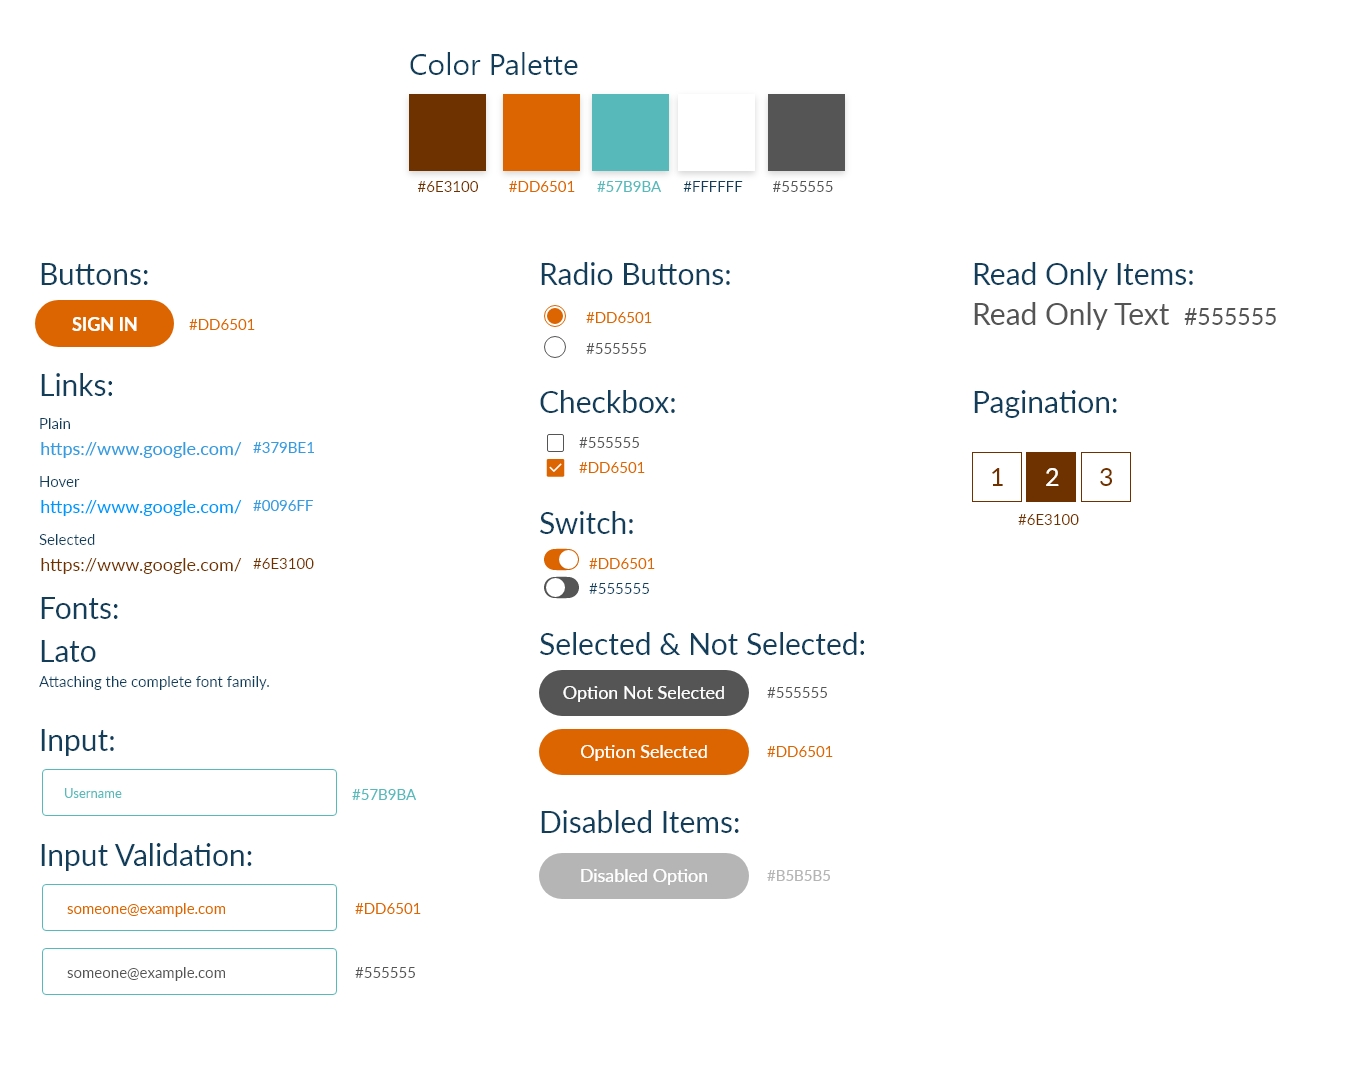 Color Palette
#6E3100 #DD6501 #57B9BA #FFFFFF #555555
Buttons:
SIGN IN #DD6501
Links:
Plain
https://www.google.com/ #379BE1
Hover
https://www.google.com/ #0096FF
Selected
https://www.google.com/ #6E3100
Fonts:
Lato
Attaching the complete font family.
Input:
Username #57B9BA
Input Validation:
someone@example.com #DD6501
someone@example.com #555555
Radio Buttons:
#DD6501
#555555
Checkbox:
#555555
#DD6501
Switch:
#DD6501
#555555
Selected & Not Selected:
Option Not Selected #555555
Option Selected #DD6501
Disabled Items:
Disabled Option #B5B5B5
Read Only Items:
Read Only Text #555555
Pagination:
1 2 3
#6E3100